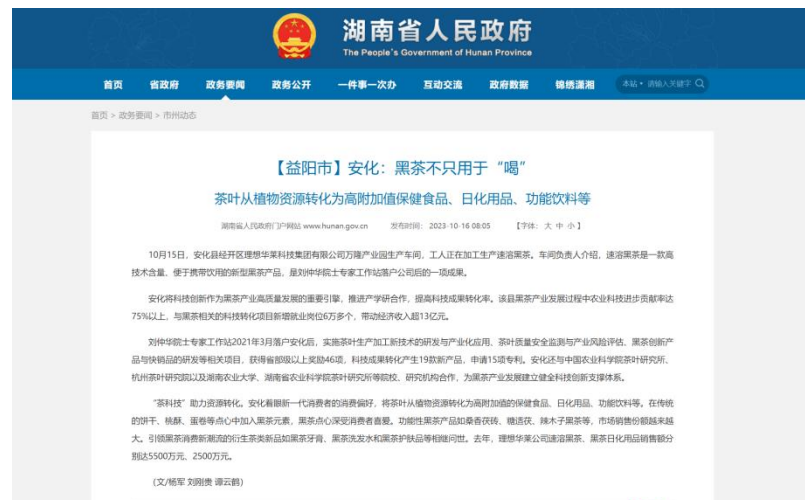 湖南省人民政府
The People's Government of Hunan Province
首页 省政府 政务要闻 政务公开 一件事一次办 互动交流 政府数据 锦绣潇湘 本站 请输入关键字
首页 > 政务要闻 > 市州动态
【益阳市】安化：黑茶不只用于“喝”
茶叶从植物资源转化为高附加值保健食品、日化用品、功能饮料等
湖南省人民政府门户网站 www.hunan.gov.cn 发布时间： 2023-10-16 08:05 【字体： 大 中 小】
10月15日，安化县经开区理想华莱科技集团有限公司万隆产业园生产车间，工人正在加工生产速溶黑茶。车间负责人介绍，速溶黑茶是一款高
技术含量、便于携带饮用的新型黑茶产品，是刘仲华院士专家工作站落户公司后的一项成果。
安化将科技创新作为黑茶产业高质量发展的重要引擎，推进产学研合作，提高科技成果转化率。该县黑茶产业发展过程中农业科技进步贡献率达
75%以上，与黑茶相关的科技转化项目新增就业岗位6万多个，带动经济收入超13亿元。
刘仲华院士专家工作站2021年3月落户安化后，实施茶叶生产加工新技术的研发与产业化应用、茶叶质量安全监测与产业风险评估、黑茶创新产
品与快销品的研发等相关项目，获得省部级以上奖励46项，科技成果转化产生19款新产品，申请15项专利。安化还与中国农业科学院茶叶研究所、
杭州茶叶研究院以及湖南农业大学、湖南省农业科学院茶叶研究所等院校、研究机构合作，为黑茶产业发展建立健全科技创新支撑体系。
“茶科技”助力资源转化。安化着眼新一代消费者的消费偏好，将茶叶从植物资源转化为高附加值的保健食品、日化用品、功能饮料等。在传统
的饼干、桃酥、蛋卷等点心中加入黑茶元素，黑茶点心深受消费者喜爱。功能性黑茶产品如桑香茯砖、糖适茯、辣木子黑茶等，市场销售份额越来越
大。引领黑茶消费新潮流的衍生茶类新品如黑茶牙膏、黑茶洗发水和黑茶护肤品等相继问世。去年，理想华莱公司速溶黑茶、黑茶日化用品销售额分
别达5500万元、2500万元。
（文/杨军 刘刚贵 谭云鹤）